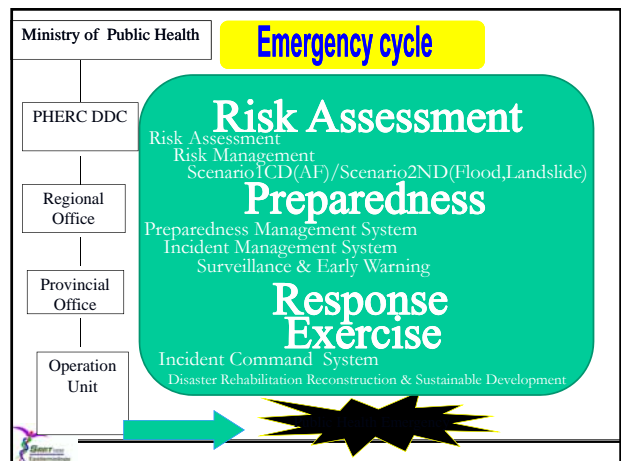 Ministry of Public Health
Emergency cycle
PHERC DDC
Regional
Office
Provincial
Office
Operation
Unit
Risk Assessment
Risk Assessment
Risk Management
Scenario1CD(AF)/Scenario2ND(Flood,Landslide)
Preparedness
Preparedness Management System
Incident Management System
Surveillance & Early Warning
Response
Exercise
Incident Command System
Disaster Rehabilitation Reconstruction & Sustainable Development